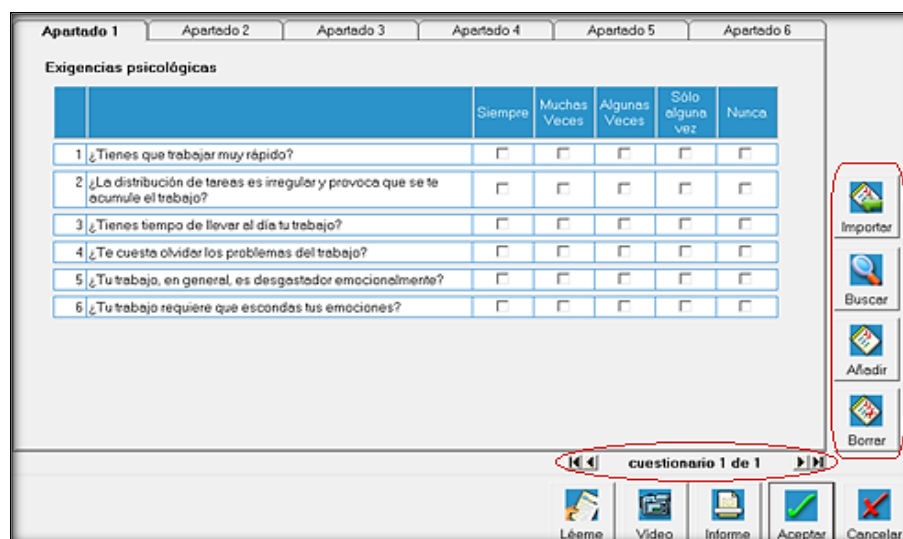 Apartado 1 Apartado 2 Apartado 3 Apartado 4 Apartado 5 Apartado 6
Exigencias psicológicas
Siempre Muchas Veces Algunas Veces Sólo alguna vez Nunca
1 ¿Tienes que trabajar muy rápido?
2 ¿La distribución de tareas es irregular y provoca que se te
acumule el trabajo?
3 ¿Tienes tiempo de llevar al día tu trabajo?
4 ¿Te cuesta olvidar los problemas del trabajo?
5 ¿Tu trabajo, en general, es desgastador emocionalmente?
6 ¿Tu trabajo requiere que escondas tus emociones?
Importar
Buscar
Añadir
Borrar
cuestionario 1 de 1
Léeme Video Informe Aceptar Cancelar